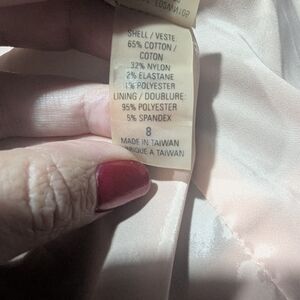 SHELL / VESTE:
65% COTTON /
COTON
32% NYLON
2% ELASTANE
1% POLYESTER
LINING / DOUBLURE:
95% POLYESTER
5% SPANDEX
8
MADE IN TAIWAN
FABRIQUE A TAIWAN